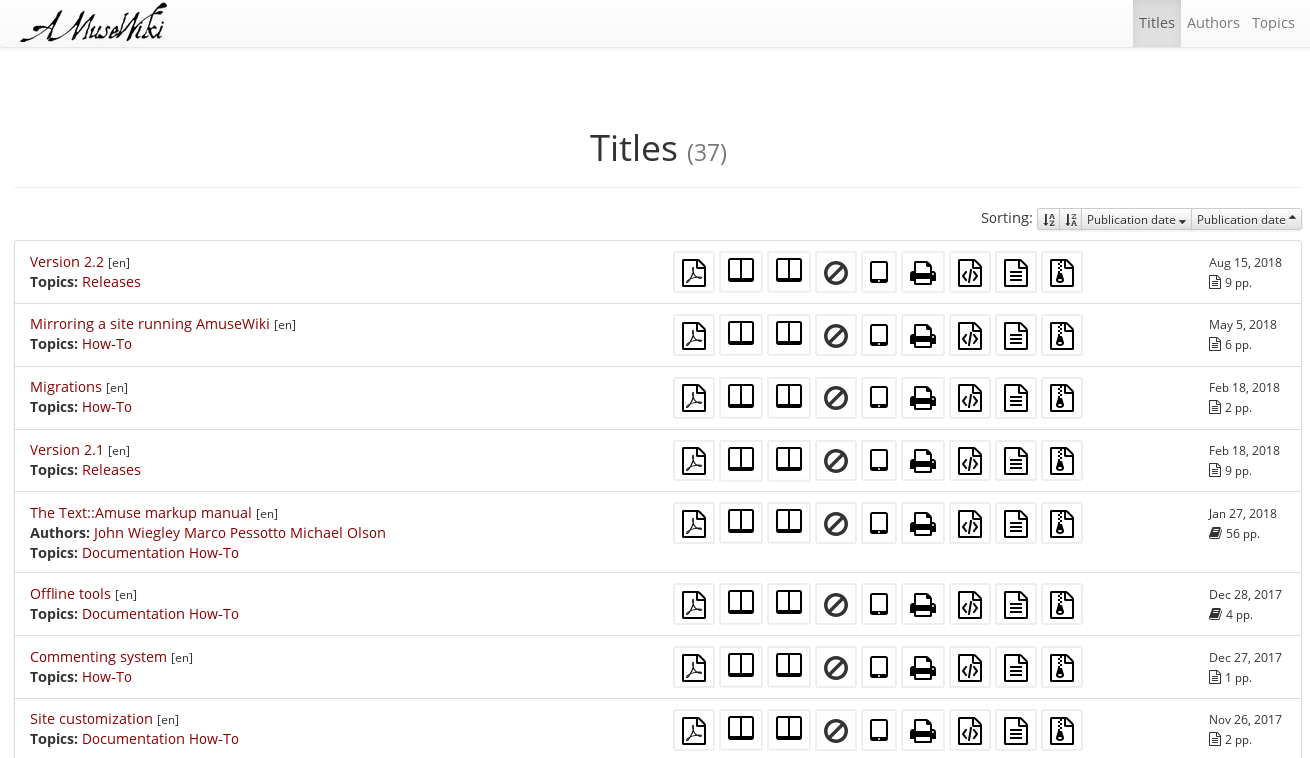 AMuseWiki
Titles Authors Topics
Titles (37)
Sorting: Publication date Publication date
Version 2.2 [en]
Aug 15, 2018
Topics: Releases
9 pp.
Mirroring a site running AmuseWiki [en]
May 5, 2018
Topics: How-To
6 pp.
Migrations [en]
Feb 18, 2018
Topics: How-To
2 pp.
Version 2.1 [en]
Feb 18, 2018
Topics: Releases
9 pp.
The Text::Amuse markup manual [en]
Jan 27, 2018
Authors: John Wiegley Marco Pessotto Michael Olson
56 pp.
Topics: Documentation How-To
Offline tools [en]
Dec 28, 2017
Topics: Documentation How-To
4 pp.
Commenting system [en]
Dec 27, 2017
Topics: How-To
1 pp.
Site customization [en]
Nov 26, 2017
Topics: Documentation How-To
2 pp.